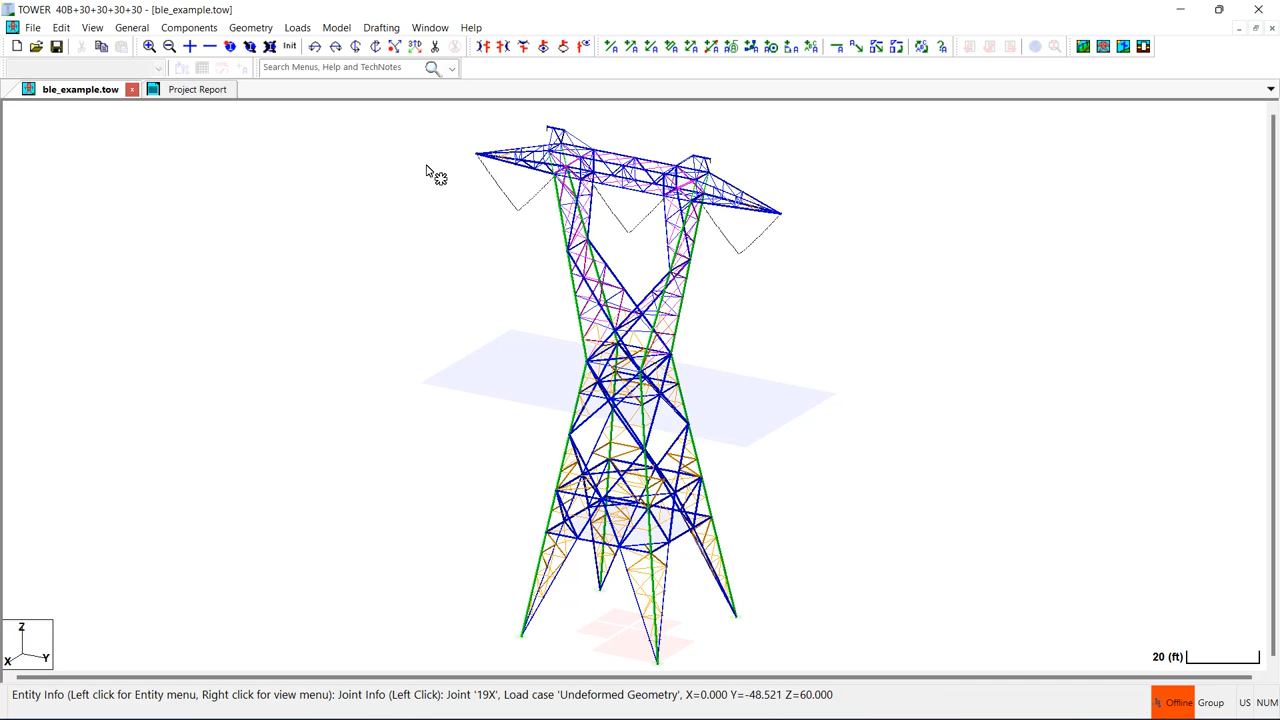 TOWER 40B+30+30+30+30 - [ble_example.tow]
File Edit View General Components Geometry Loads Model Drafting Window Help
Init
Search Menus, Help and TechNotes
ble_example.tow x Project Report
Z
X Y
20 (ft)
Entity Info (Left click for Entity menu, Right click for view menu): Joint Info (Left Click): Joint '19X', Load case 'Undeformed Geometry', X=0.000 Y=-48.521 Z=60.000
Offline Group US NUM